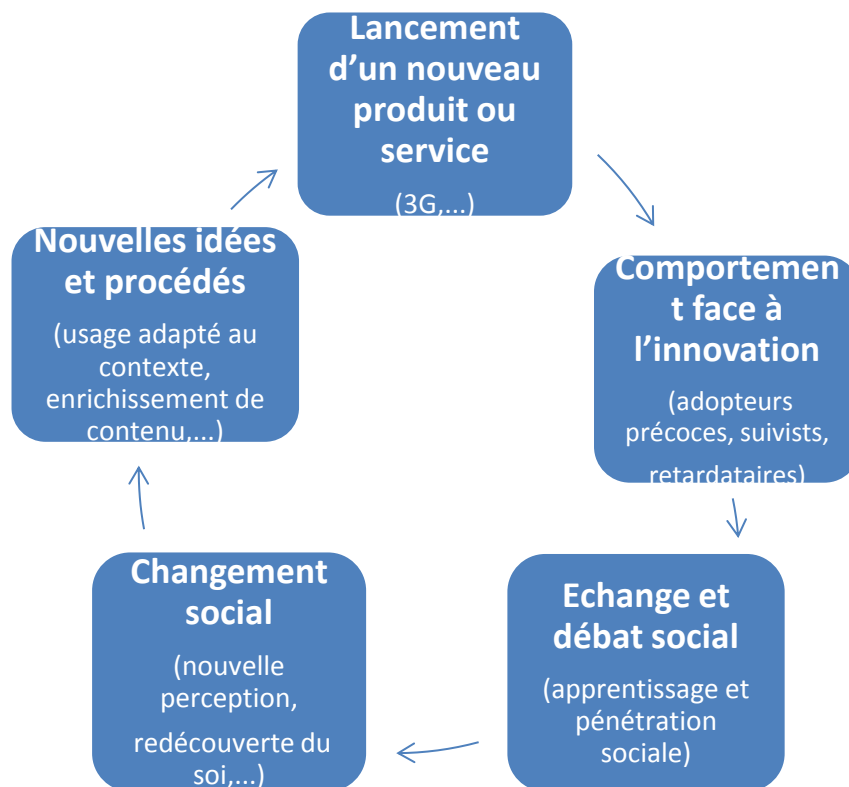 Lancement
d’un nouveau
produit ou
service
(3G,...)
Comportemen
t face à
l’innovation
(adopteurs
précoces, suivists,
retardataires)
Echange et
débat social
(apprentissage et
pénétration
sociale)
Changement
social
(nouvelle
perception,
redécouverte du
soi,...)
Nouvelles idées
et procédés
(usage adapté au
contexte,
enrichissement de
contenu,...)